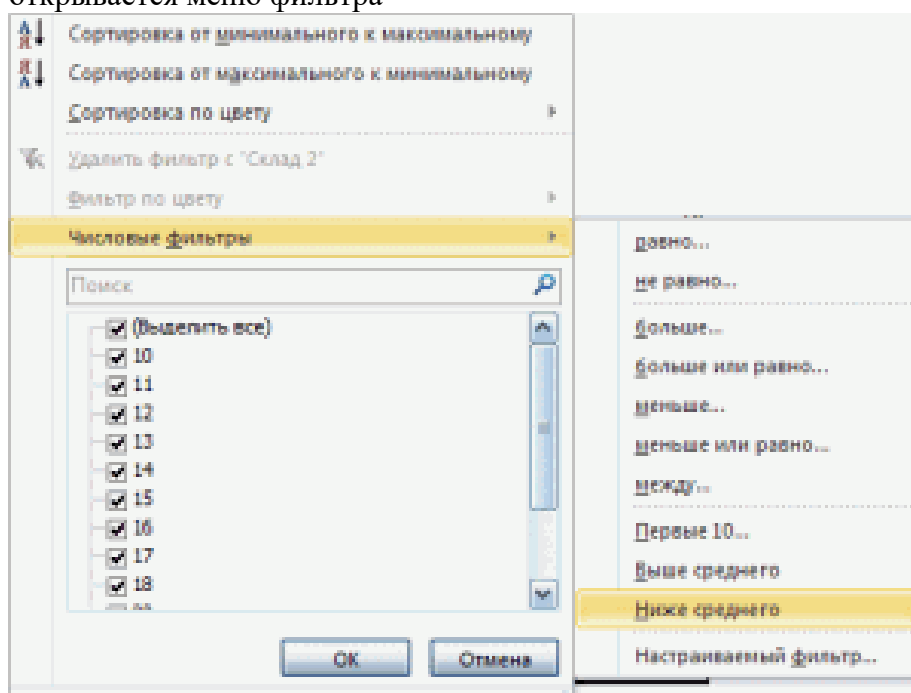 открывается меню фильтра
Сортировка от минимального к максимальному
Сортировка от максимального к минимальному
Сортировка по цвету
Удалить фильтр с "Склад 2"
Фильтр по цвету
Числовые фильтры
Поиск
(Выделить все)
10
11
12
13
14
15
16
17
18
ОК
Отмена
равно...
не равно...
больше...
больше или равно...
меньше...
меньше или равно...
между...
Первые 10...
Выше среднего
Ниже среднего
Настраиваемый фильтр...